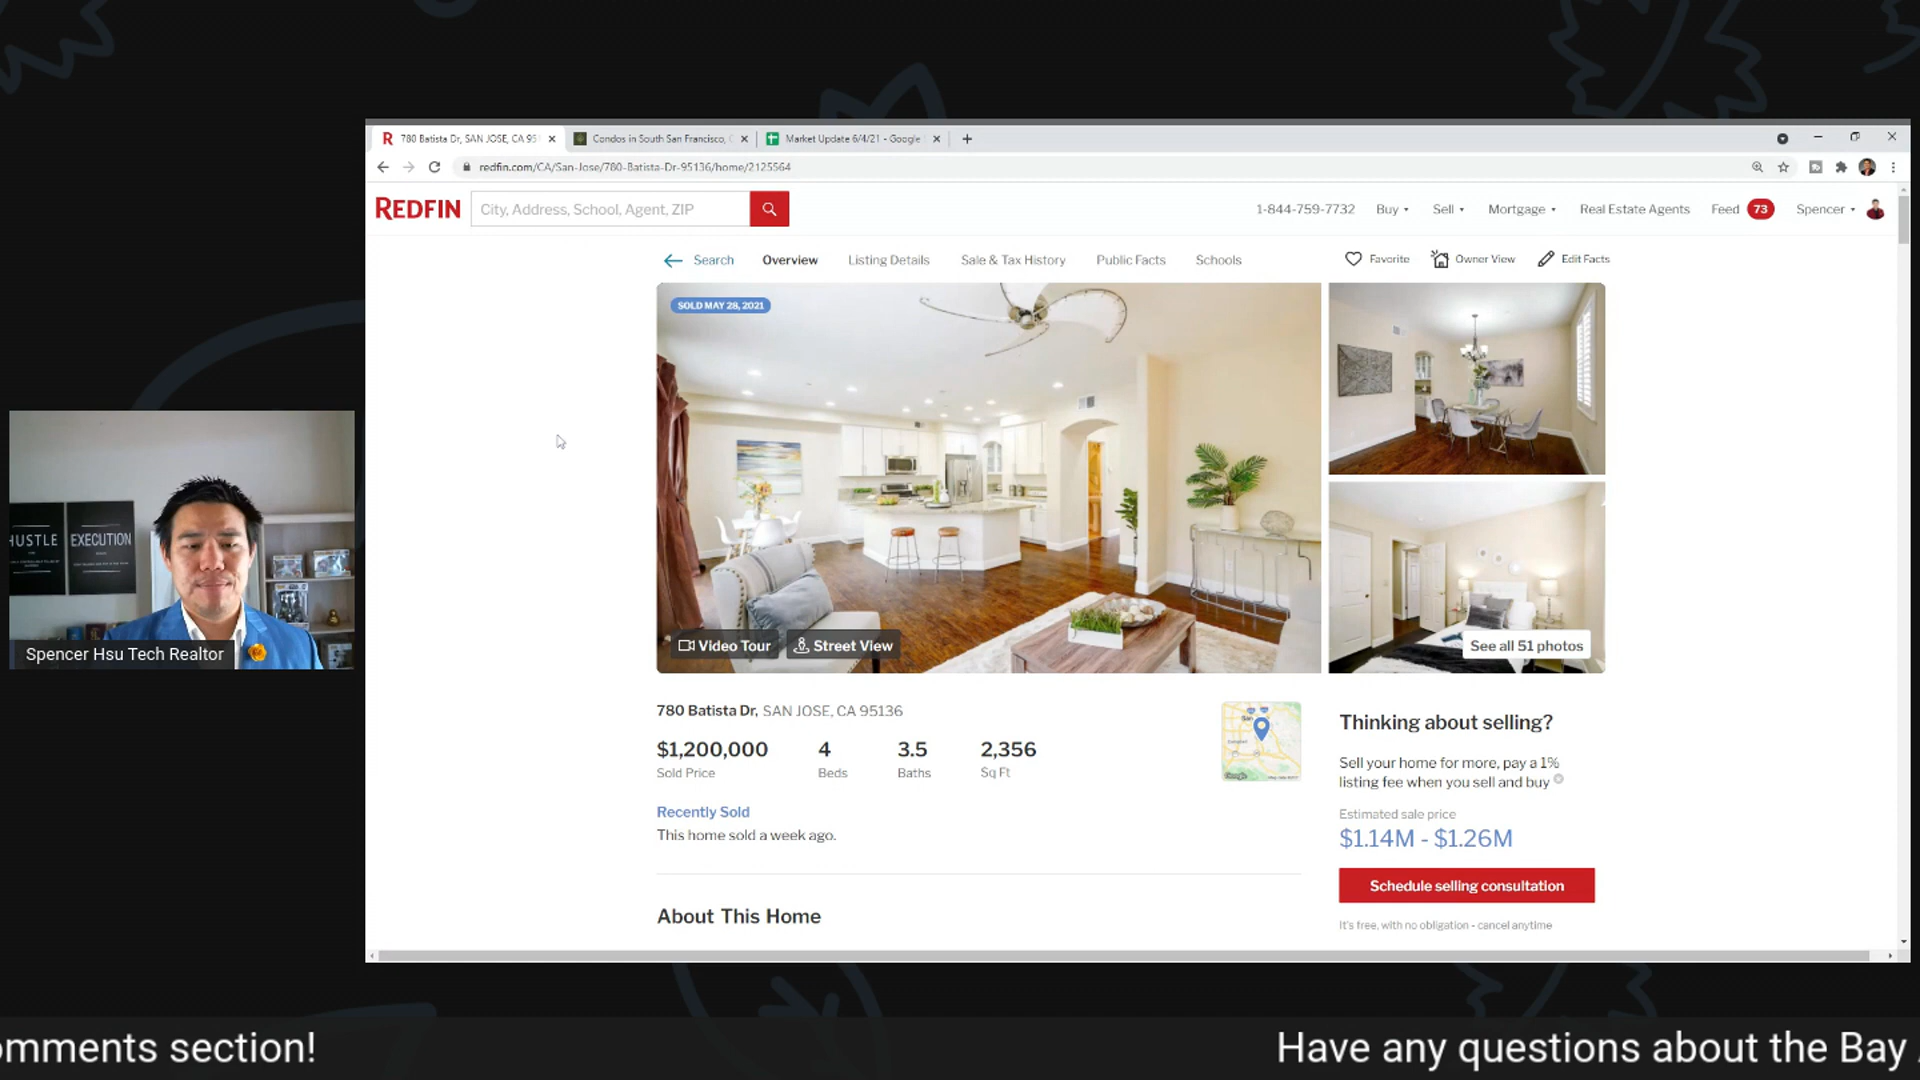 780 Batista Dr, SAN JOSE, CA 95
Condos in South San Francisco,
Market Update 6/4/21 - Google
redfin.com/CA/San-Jose/780-Batista-Dr-95136/home/2125564
REDFIN
City, Address, School, Agent, ZIP
1-844-759-7732
Buy
Sell
Mortgage
Real Estate Agents
Feed
73
Spencer
Search
Overview
Listing Details
Sale & Tax History
Public Facts
Schools
Favorite
Owner View
Edit Facts
SOLD MAY 28, 2021
Video Tour
Street View
See all 51 photos
HUSTLE
EXECUTION
Spencer Hsu Tech Realtor
780 Batista Dr, SAN JOSE, CA 95136
$1,200,000
Sold Price
4
Beds
3.5
Baths
2,356
Sq Ft
Recently Sold
This home sold a week ago.
About This Home
Thinking about selling?
Sell your home for more, pay a 1%
listing fee when you sell and buy
Estimated sale price
$1.14M - $1.26M
Schedule selling consultation
It's free, with no obligation - cancel anytime
omments section!
Have any questions about the Bay